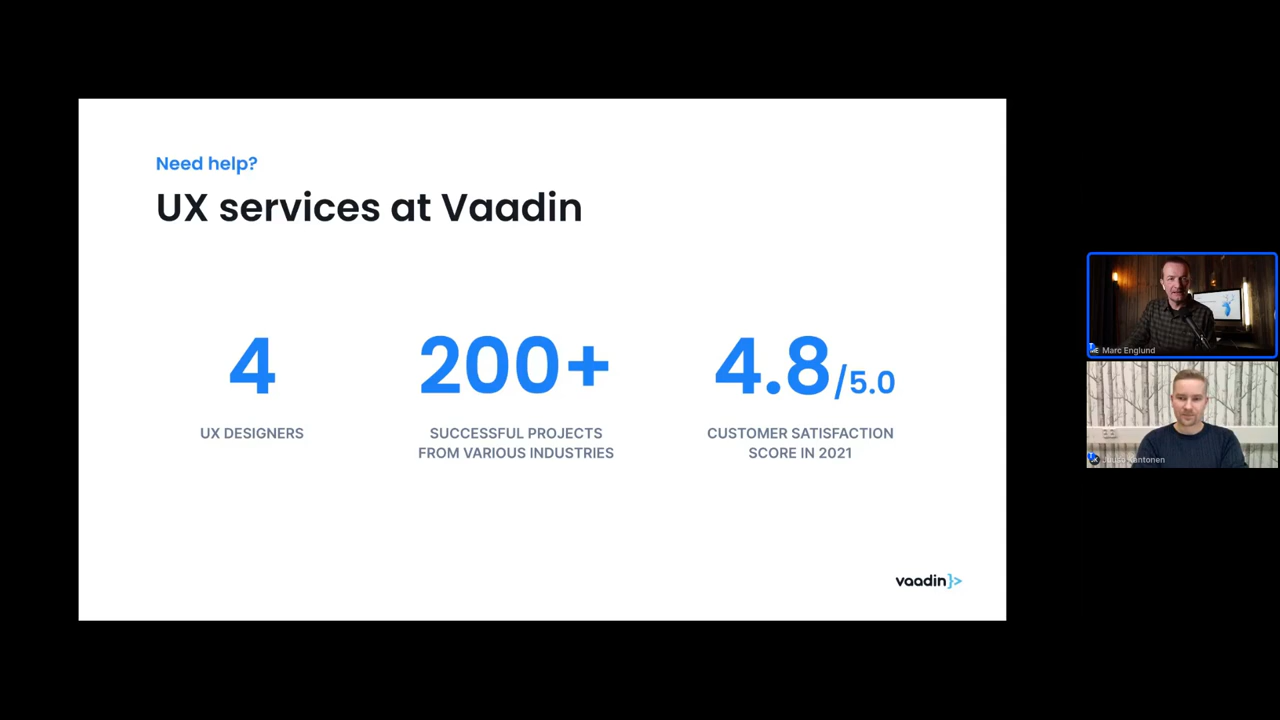 Need help?
UX services at Vaadin
4
UX DESIGNERS
200+
SUCCESSFUL PROJECTS
FROM VARIOUS INDUSTRIES
4.8/5.0
CUSTOMER SATISFACTION
SCORE IN 2021
vaadin}>
Marc Englund
Kantonen